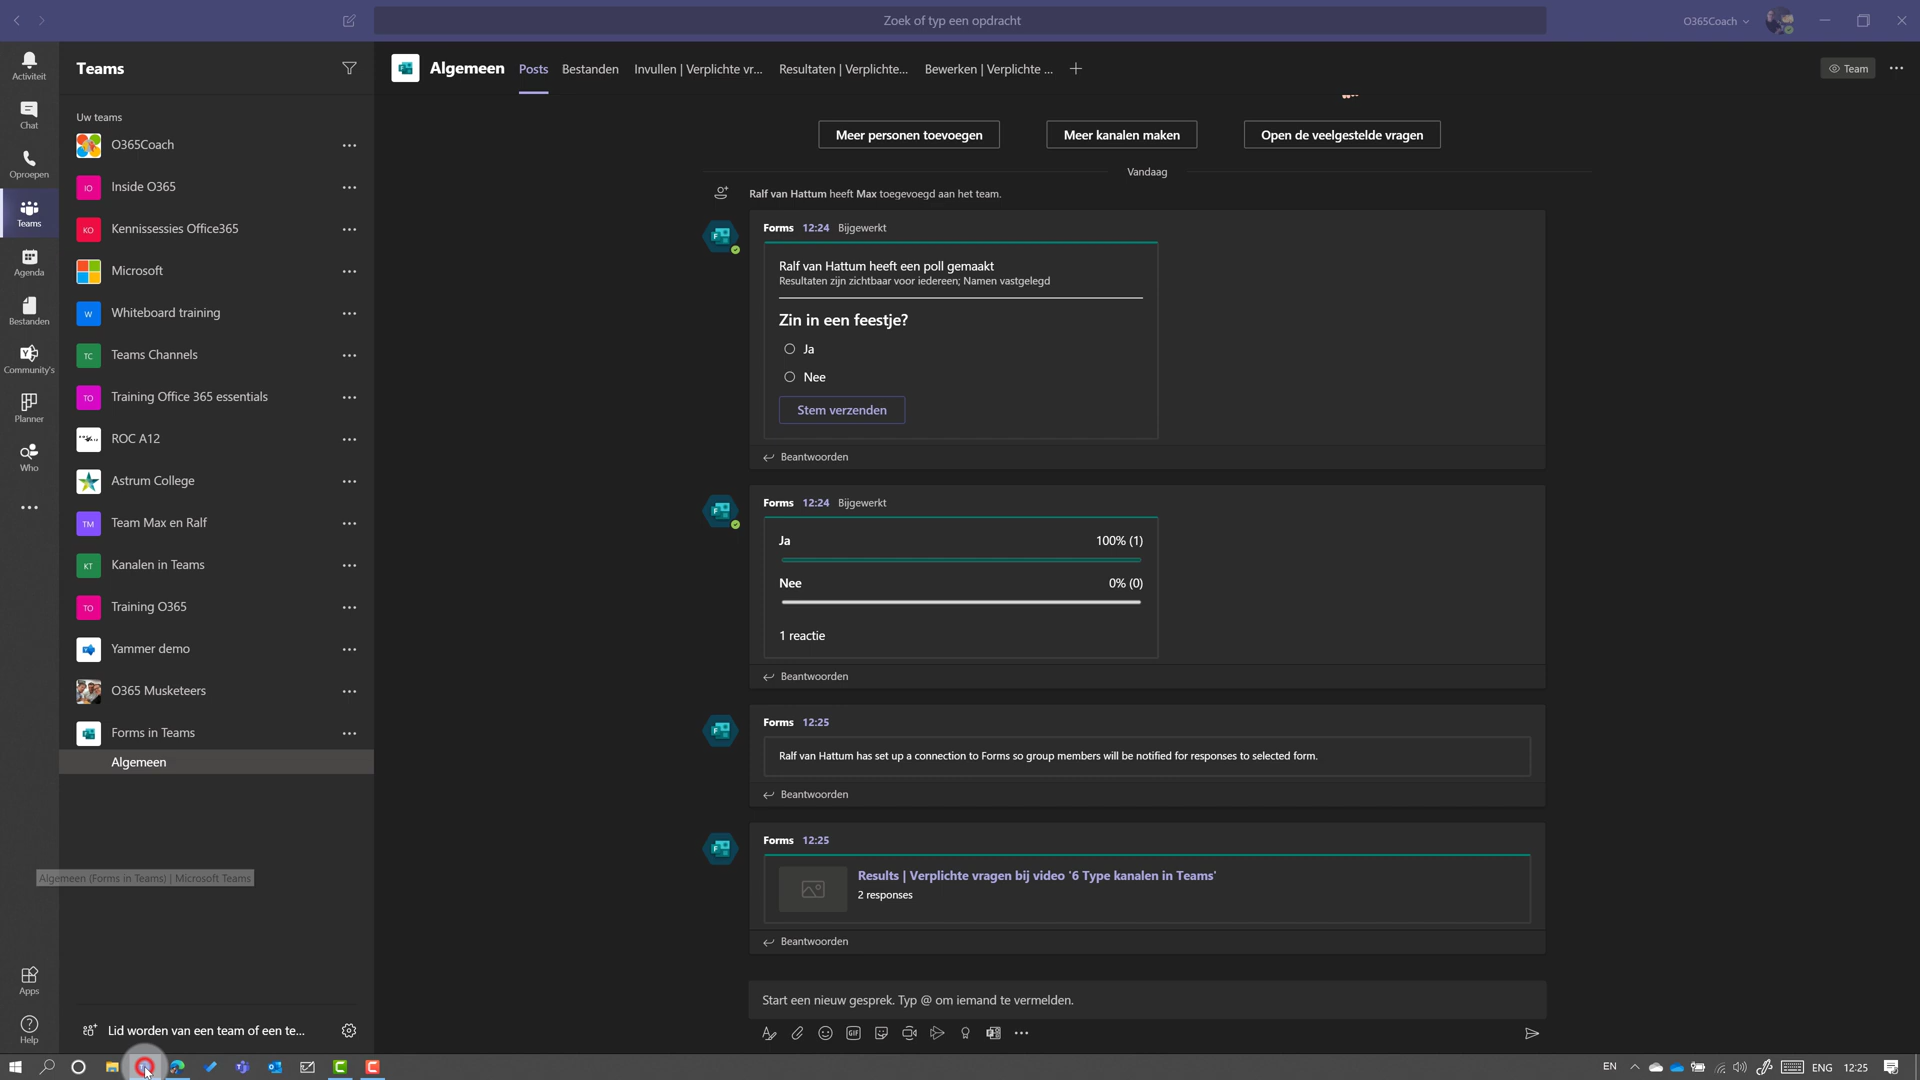 Zoek of typ een opdracht
O365Coach
Activiteit
Chat
Oproepen
Teams
Agenda
Bestanden
Community's
Planner
Who
Apps
Help
Teams
Uw teams
O365Coach
IO Inside O365
KO Kennissessies Office365
Microsoft
W Whiteboard training
TC Teams Channels
TO Training Office 365 essentials
ROC A12
Astrum College
TM Team Max en Ralf
KT Kanalen in Teams
TO Training O365
Yammer demo
O365 Musketeers
Forms in Teams
Algemeen
Algemeen (Forms in Teams) | Microsoft Teams
Lid worden van een team of een te...
Algemeen Posts Bestanden Invullen | Verplichte vr... Resultaten | Verplichte... Bewerken | Verplichte ...
Team
Meer personen toevoegen Meer kanalen maken Open de veelgestelde vragen
Vandaag
Ralf van Hattum heeft Max toegevoegd aan het team.
Forms 12:24 Bijgewerkt
Ralf van Hattum heeft een poll gemaakt
Resultaten zijn zichtbaar voor iedereen; Namen vastgelegd
Zin in een feestje?
Ja
Nee
Stem verzenden
Beantwoorden
Forms 12:24 Bijgewerkt
Ja 100% (1)
Nee 0% (0)
1 reactie
Beantwoorden
Forms 12:25
Ralf van Hattum has set up a connection to Forms so group members will be notified for responses to selected form.
Beantwoorden
Forms 12:25
Results | Verplichte vragen bij video '6 Type kanalen in Teams'
2 responses
Beantwoorden
Start een nieuw gesprek. Typ @ om iemand te vermelden.
GIF
EN ENG 12:25